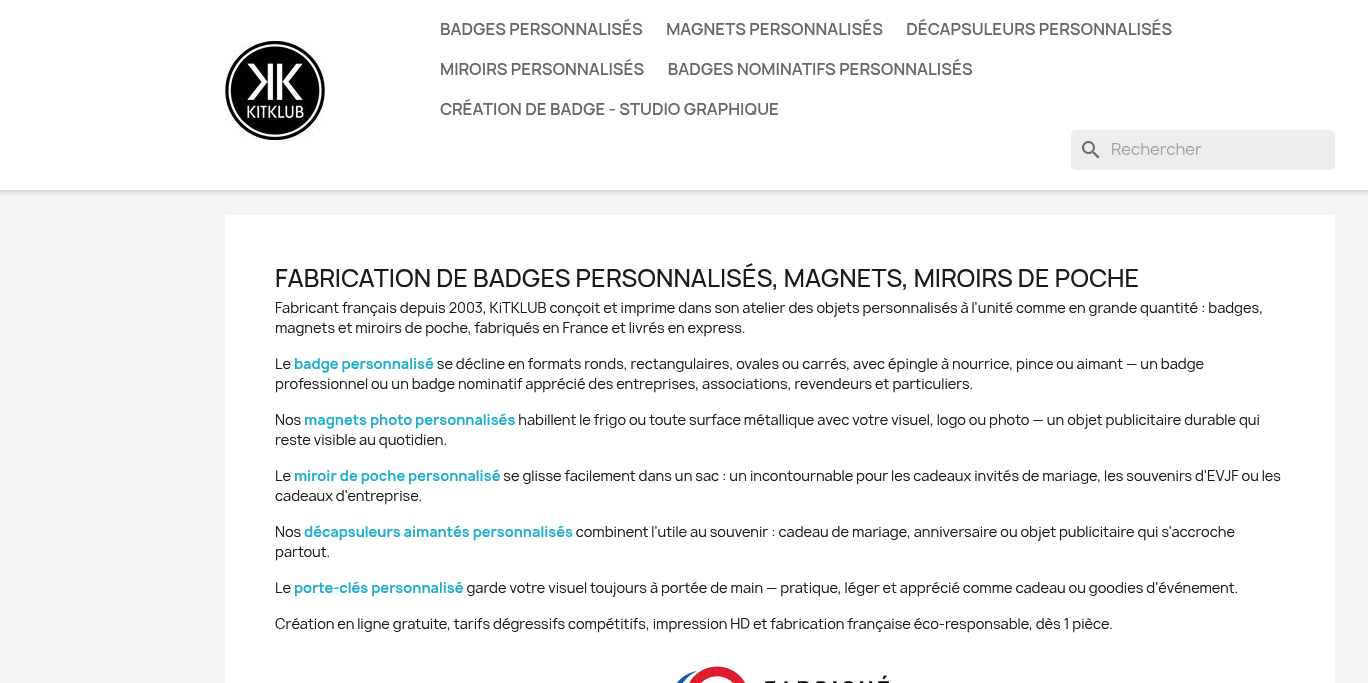 BADGES PERSONNALISÉS MAGNETS PERSONNALISÉS DÉCAPSULEURS PERSONNALISÉS
MIROIRS PERSONNALISÉS BADGES NOMINATIFS PERSONNALISÉS
CRÉATION DE BADGE - STUDIO GRAPHIQUE
KK
KITKLUB
Rechercher
FABRICATION DE BADGES PERSONNALISÉS, MAGNETS, MIROIRS DE POCHE
Fabricant français depuis 2003, KiTKLUB conçoit et imprime dans son atelier des objets personnalisés à l'unité comme en grande quantité : badges,
magnets et miroirs de poche, fabriqués en France et livrés en express.
Le badge personnalisé se décline en formats ronds, rectangulaires, ovales ou carrés, avec épingle à nourrice, pince ou aimant — un badge
professionnel ou un badge nominatif apprécié des entreprises, associations, revendeurs et particuliers.
Nos magnets photo personnalisés habillent le frigo ou toute surface métallique avec votre visuel, logo ou photo — un objet publicitaire durable qui
reste visible au quotidien.
Le miroir de poche personnalisé se glisse facilement dans un sac : un incontournable pour les cadeaux invités de mariage, les souvenirs d'EVJF ou les
cadeaux d'entreprise.
Nos décapsuleurs aimantés personnalisés combinent l'utile au souvenir : cadeau de mariage, anniversaire ou objet publicitaire qui s'accroche
partout.
Le porte-clés personnalisé garde votre visuel toujours à portée de main — pratique, léger et apprécié comme cadeau ou goodies d'événement.
Création en ligne gratuite, tarifs dégressifs compétitifs, impression HD et fabrication française éco-responsable, dès 1 pièce.